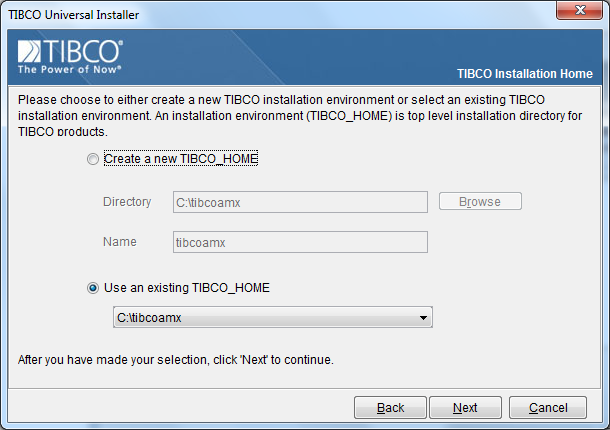 TIBCO Universal Installer
TIBCO®
The Power of Now®
TIBCO Installation Home
Please choose to either create a new TIBCO installation environment or select an existing TIBCO
installation environment. An installation environment (TIBCO_HOME) is top level installation directory for
TIBCO products.
Create a new TIBCO_HOME
Directory C:\tibcoamx Browse
Name tibcoamx
Use an existing TIBCO_HOME
C:\tibcoamx
After you have made your selection, click 'Next' to continue.
Back Next Cancel